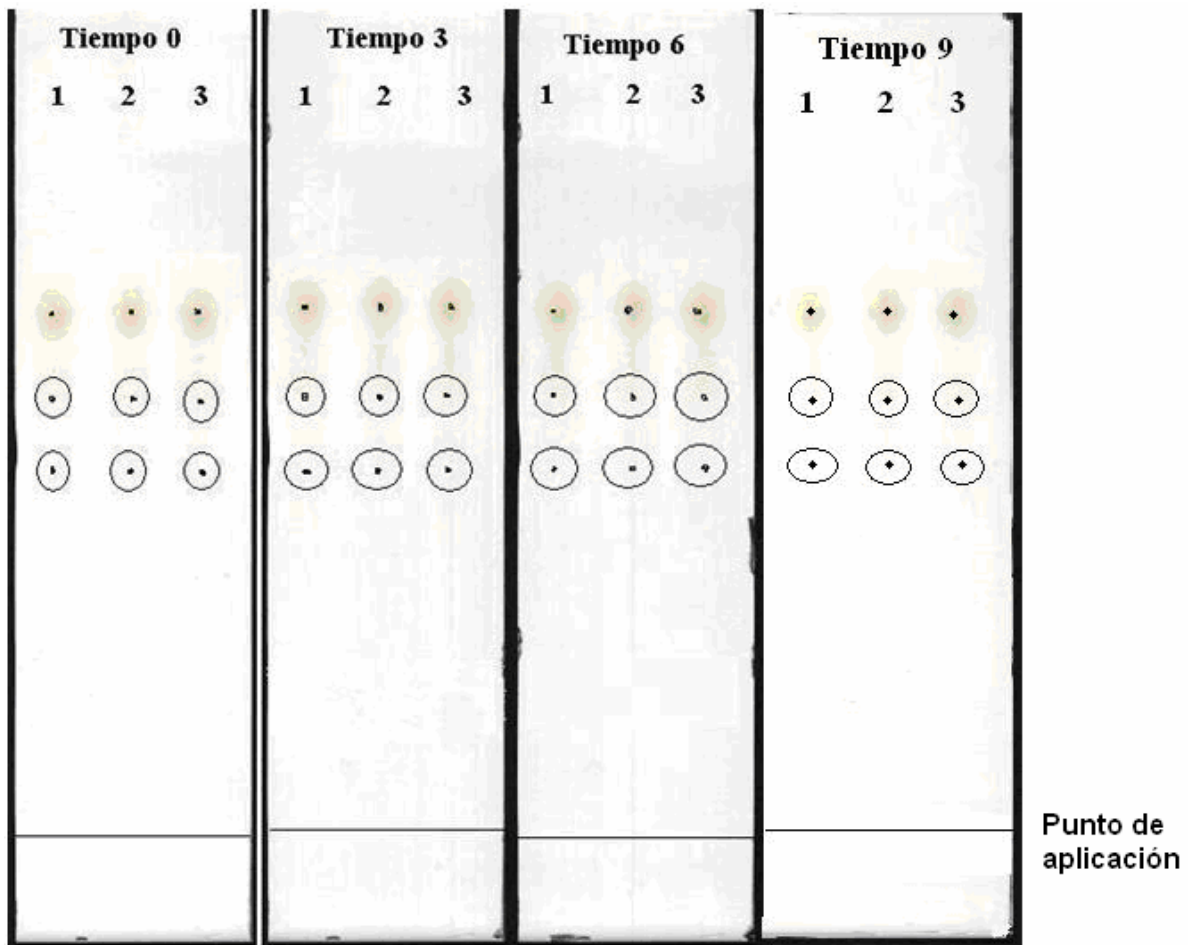 Tiempo 0
1 2 3
Tiempo 3
1 2 3
Tiempo 6
1 2 3
Tiempo 9
1 2 3
Punto de
aplicación